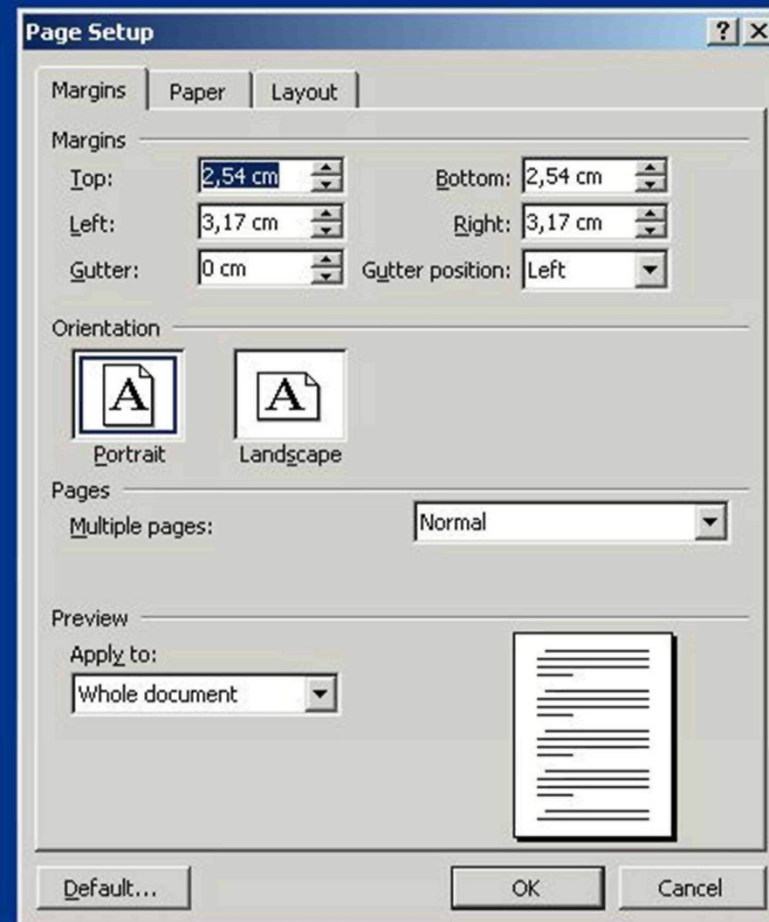 Page Setup
Margins Paper Layout
Margins
Top: 2,54 cm Bottom: 2,54 cm
Left: 3,17 cm Right: 3,17 cm
Gutter: 0 cm Gutter position: Left
Orientation
A A
Portrait Landscape
Pages
Multiple pages: Normal
Preview
Apply to:
Whole document
Default... OK Cancel